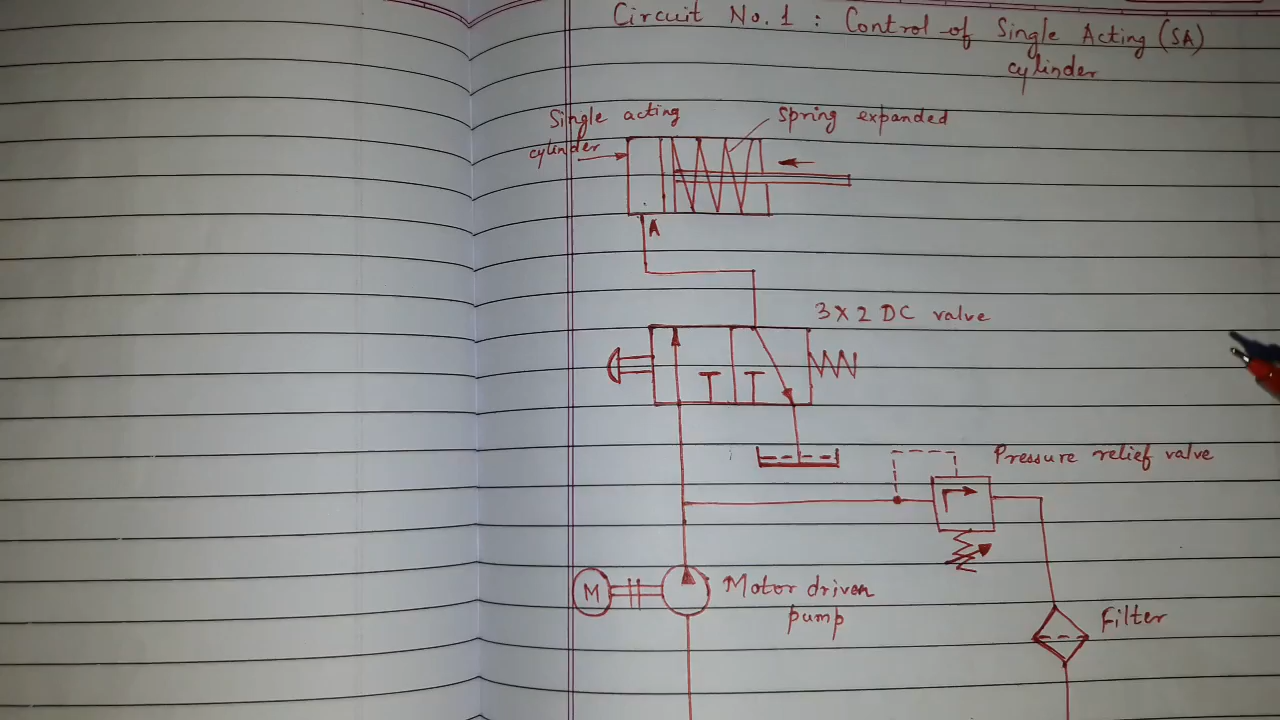 Circuit No. 1 : Control of Single Acting (SA)
cylinder
Single acting
cylinder
Spring expanded
A
3 X 2 DC valve
Pressure relief valve
M
Motor driven
pump
Filter